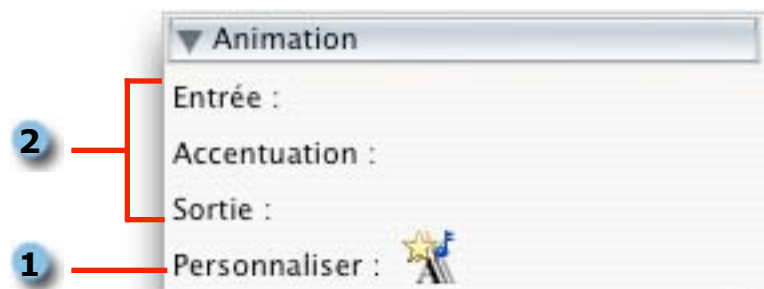 Animation
Entrée :
2
Accentuation :
Sortie :
1
Personnaliser :